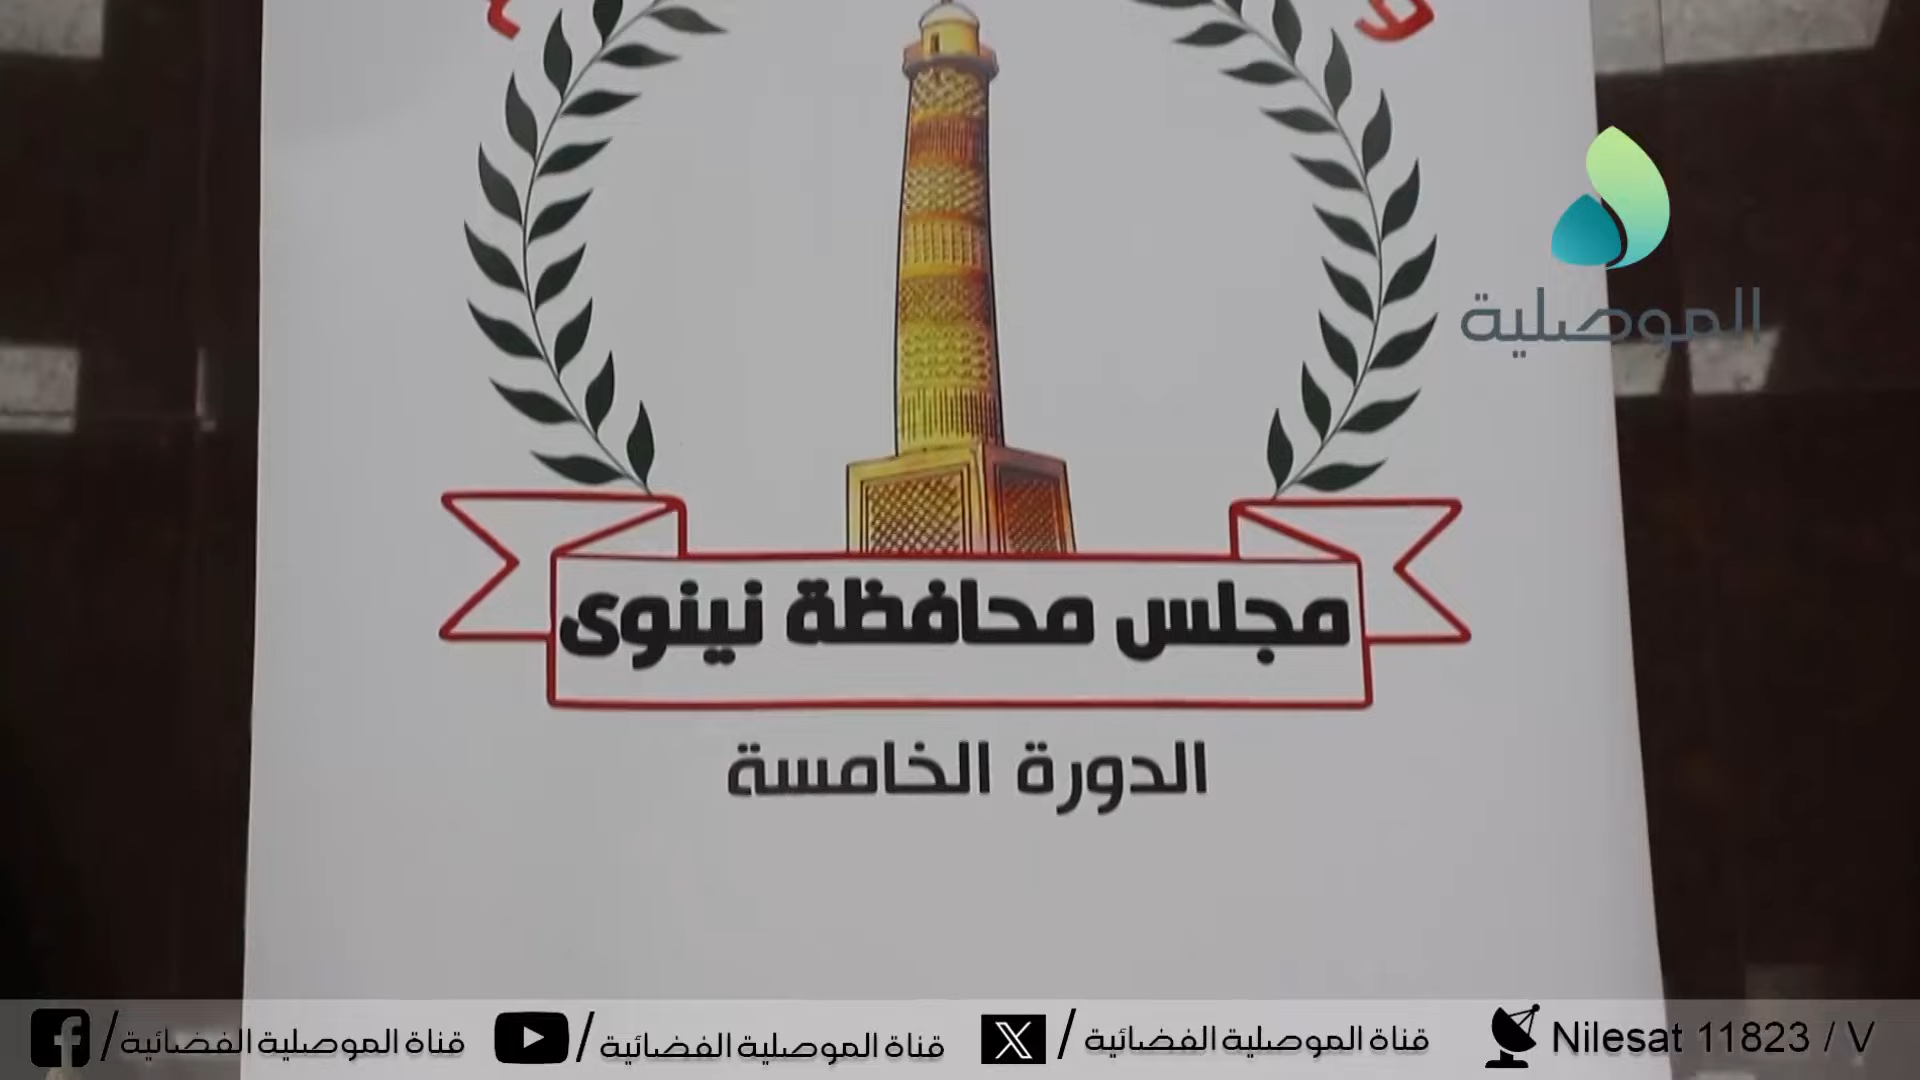 الموصلية
مجلس محافظة نينوى
الدورة الخامسة
/قناة الموصلية الفضائية
/قناة الموصلية الفضائية
/قناة الموصلية الفضائية
Nilesat 11823 / V